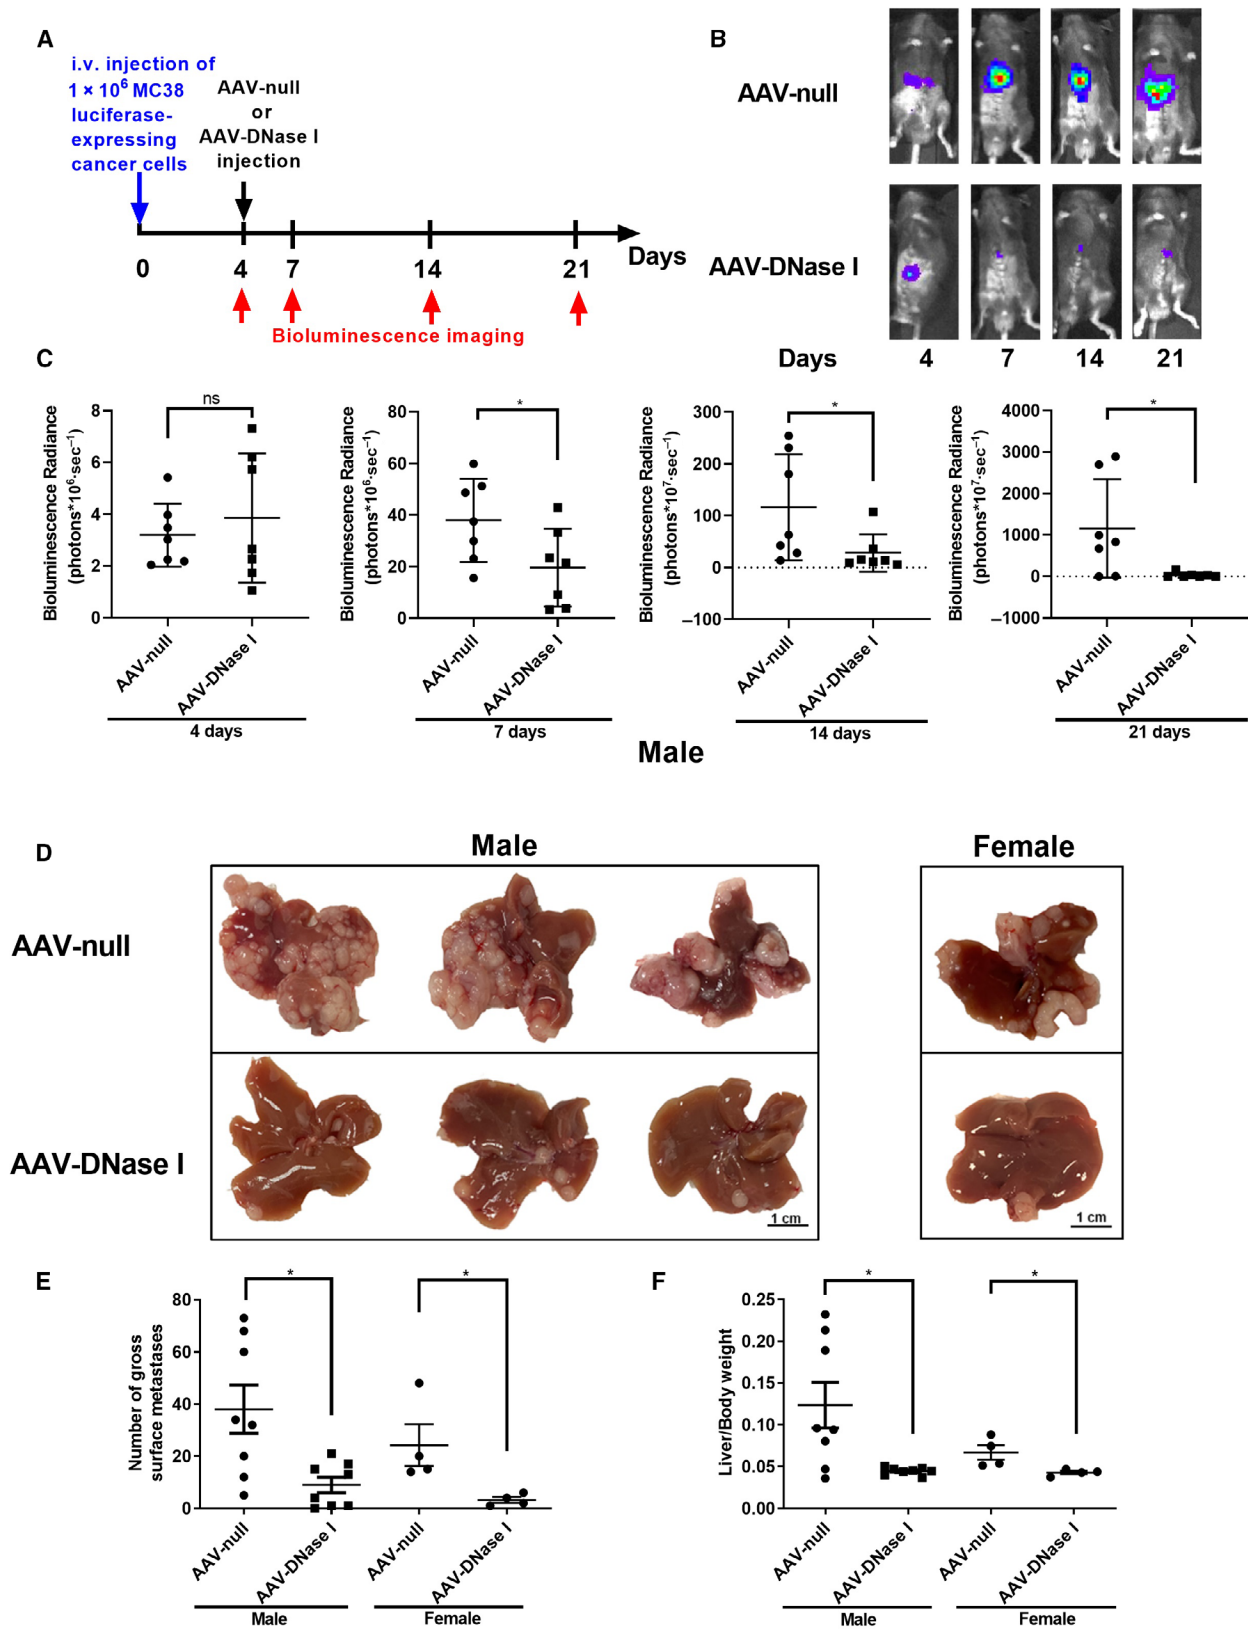 A
i.v. injection of
1 × 10⁶ MC38
luciferase-
expressing
cancer cells
AAV-null
or
AAV-DNase I
injection
0
4
7
14
21
Days
Bioluminescence imaging
B
AAV-null
AAV-DNase I
Days
4
7
14
21
C
Bioluminescence Radiance
(photons*10⁶·sec⁻¹)
8
6
4
2
0
ns
AAV-null
AAV-DNase I
4 days
Bioluminescence Radiance
(photons*10⁶·sec⁻¹)
80
60
40
20
0
*
AAV-null
AAV-DNase I
7 days
Bioluminescence Radiance
(photons*10⁷·sec⁻¹)
300
200
100
0
−100
*
AAV-null
AAV-DNase I
14 days
Bioluminescence Radiance
(photons*10⁷·sec⁻¹)
4000
3000
2000
1000
0
−1000
*
AAV-null
AAV-DNase I
21 days
Male
D
Male
Female
AAV-null
AAV-DNase I
1 cm
1 cm
E
Number of gross
surface metastases
80
60
40
20
0
*
*
AAV-null
AAV-DNase I
AAV-null
AAV-DNase I
Male
Female
F
Liver/Body weight
0.25
0.20
0.15
0.10
0.05
0.00
*
*
AAV-null
AAV-DNase I
AAV-null
AAV-DNase I
Male
Female